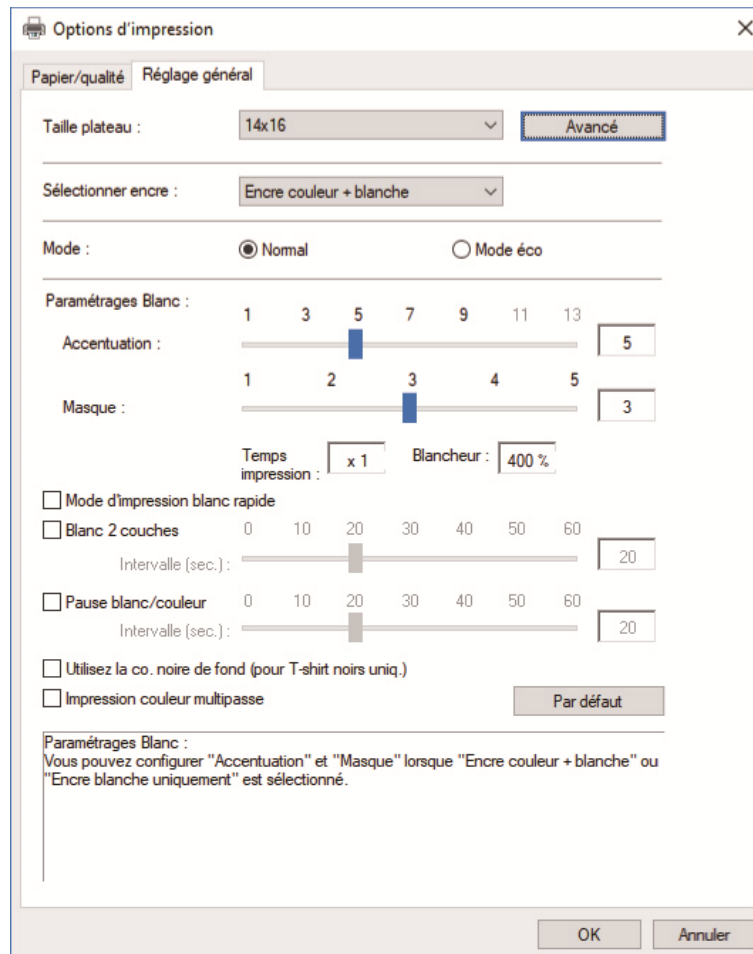 Options d'impression
Papier/qualité Réglage général
Taille plateau : 14x16 Avancé
Sélectionner encre : Encre couleur + blanche
Mode : Normal Mode éco
Paramétrages Blanc :
1 3 5 7 9 11 13
Accentuation : 5
1 2 3 4 5
Masque : 3
Temps impression : x 1 Blancheur : 400 %
Mode d'impression blanc rapide
Blanc 2 couches 0 10 20 30 40 50 60
Intervalle (sec.) : 20
Pause blanc/couleur 0 10 20 30 40 50 60
Intervalle (sec.) : 20
Utilisez la co. noire de fond (pour T-shirt noirs uniq.)
Impression couleur multipasse Par défaut
Paramétrages Blanc :
Vous pouvez configurer "Accentuation" et "Masque" lorsque "Encre couleur + blanche" ou
"Encre blanche uniquement" est sélectionné.
OK Annuler